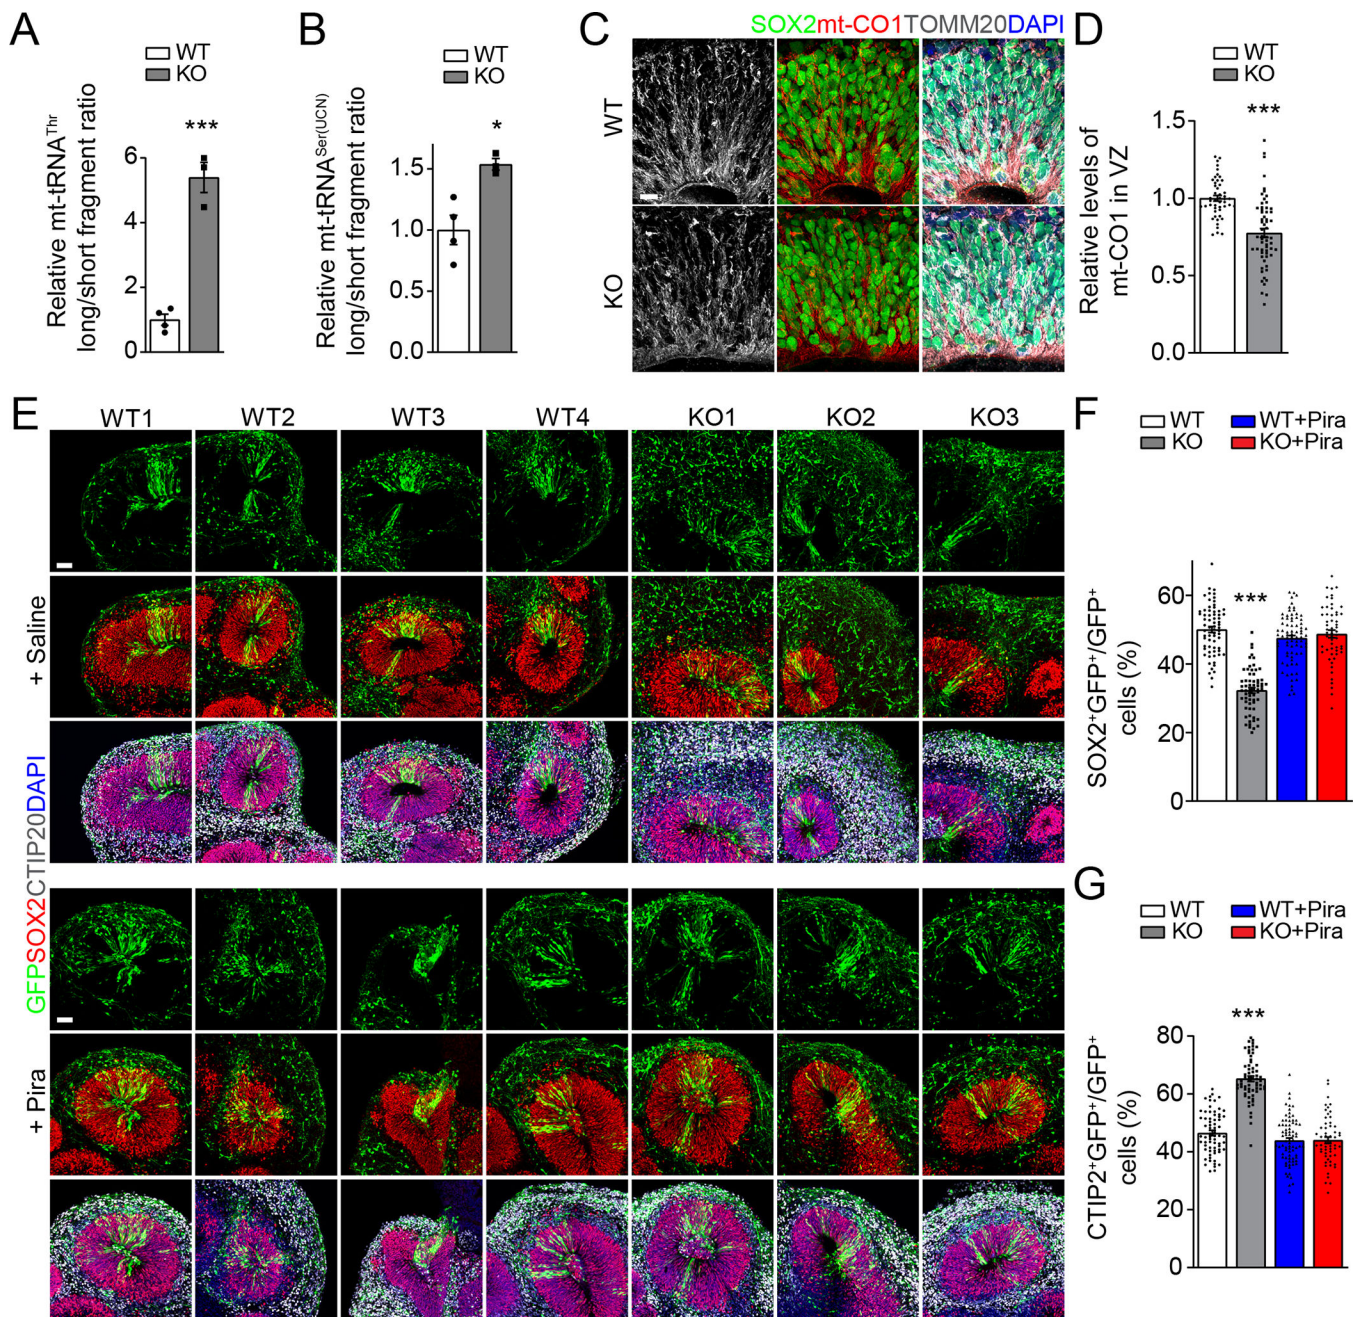 A
WT
KO
Relative mt-tRNA^Thr
long/short fragment ratio
***
6
4
2
0
B
WT
KO
Relative mt-tRNA^Ser(UCN)
long/short fragment ratio
*
1.5
1.0
0.5
0.0
C
SOX2mt-CO1TOMM20DAPI
WT
KO
D
WT
KO
Relative levels of
mt-CO1 in VZ
***
1.5
1.0
0.5
0.0
E
WT1 WT2 WT3 WT4 KO1 KO2 KO3
+ Saline
GFPSOX2CTIP20DAPI
+ Pira
F
WT WT+Pira
KO KO+Pira
SOX2⁺GFP⁺/GFP⁺
cells (%)
***
60
40
20
0
G
WT WT+Pira
KO KO+Pira
CTIP2⁺GFP⁺/GFP⁺
cells (%)
***
80
60
40
20
0